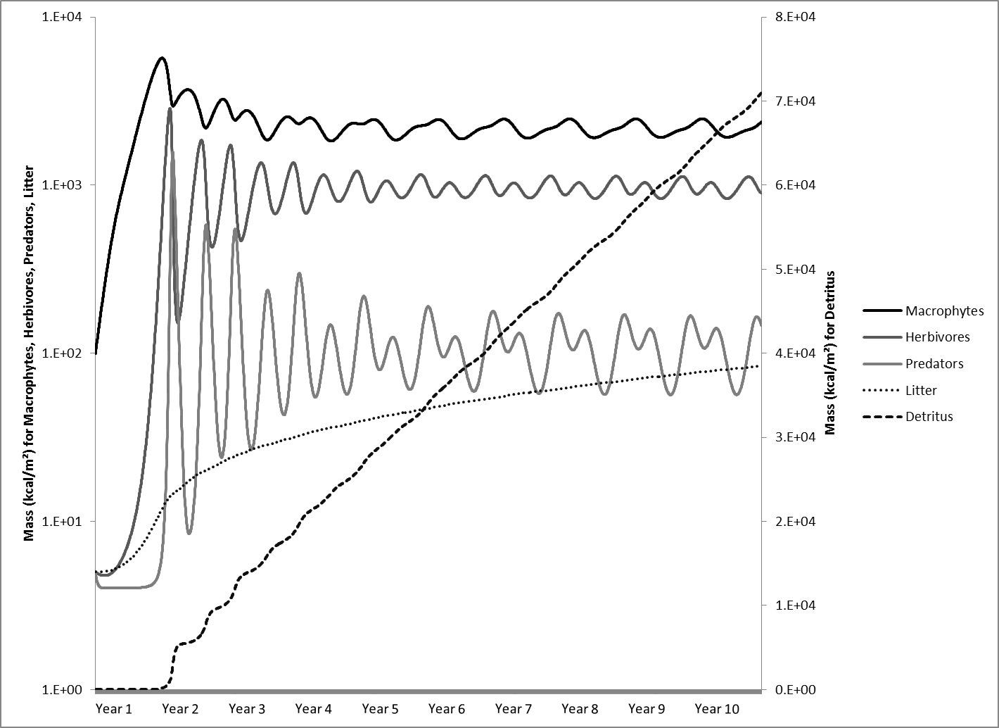 1.E+04
1.E+03
1.E+02
1.E+01
1.E+00
Mass (kcal/m²) for Macrophytes, Herbivores, Predators, Litter
8.E+04
7.E+04
6.E+04
5.E+04
4.E+04
3.E+04
2.E+04
1.E+04
0.E+00
Mass (kcal/m²) for Detritus
Year 1 Year 2 Year 3 Year 4 Year 5 Year 6 Year 7 Year 8 Year 9 Year 10
Macrophytes
Herbivores
Predators
Litter
Detritus